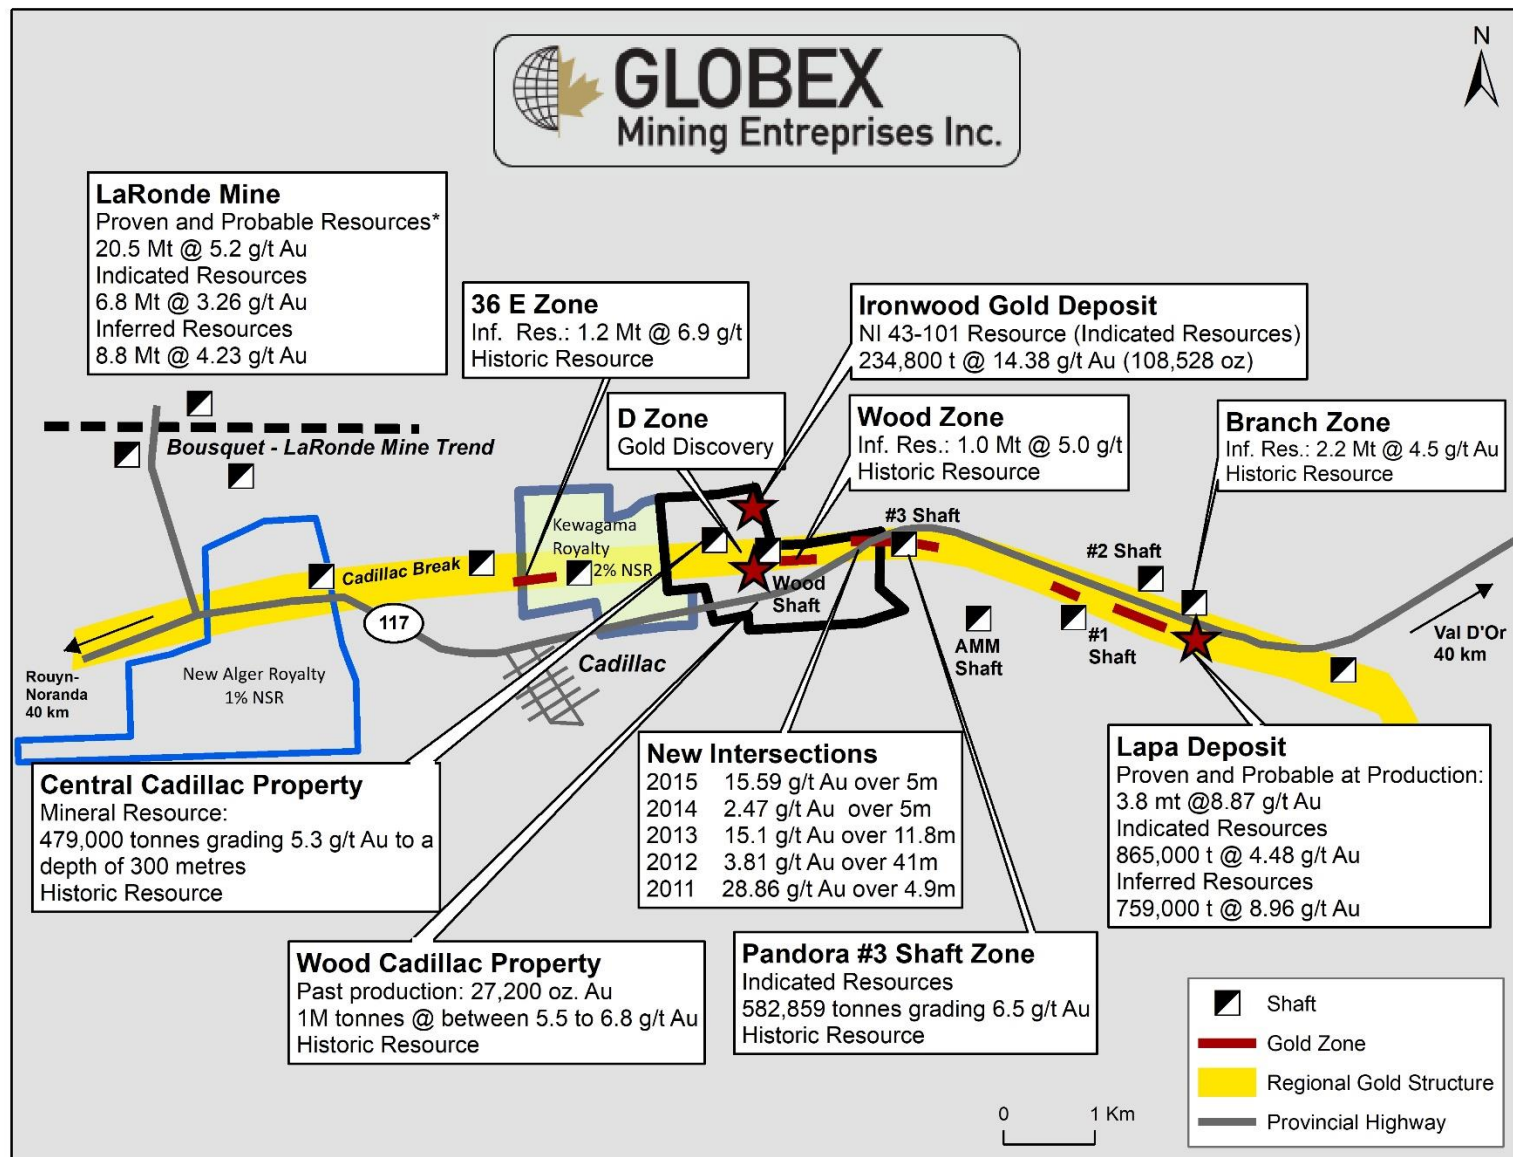 N
GLOBEX
Mining Entreprises Inc.
LaRonde Mine
Proven and Probable Resources*
20.5 Mt @ 5.2 g/t Au
Indicated Resources
6.8 Mt @ 3.26 g/t Au
Inferred Resources
8.8 Mt @ 4.23 g/t Au
36 E Zone
Inf. Res.: 1.2 Mt @ 6.9 g/t
Historic Resource
Ironwood Gold Deposit
NI 43-101 Resource (Indicated Resources)
234,800 t @ 14.38 g/t Au (108,528 oz)
D Zone
Gold Discovery
Wood Zone
Inf. Res.: 1.0 Mt @ 5.0 g/t
Historic Resource
Branch Zone
Inf. Res.: 2.2 Mt @ 4.5 g/t Au
Historic Resource
Bousquet - LaRonde Mine Trend
Kewagama
Royalty
2% NSR
#3 Shaft
#2 Shaft
Cadillac Break
Wood
Shaft
117
AMM
Shaft
#1
Shaft
Val D'Or
40 km
Cadillac
Rouyn-
Noranda
40 km
New Alger Royalty
1% NSR
Central Cadillac Property
Mineral Resource:
479,000 tonnes grading 5.3 g/t Au to a
depth of 300 metres
Historic Resource
New Intersections
2015 15.59 g/t Au over 5m
2014 2.47 g/t Au over 5m
2013 15.1 g/t Au over 11.8m
2012 3.81 g/t Au over 41m
2011 28.86 g/t Au over 4.9m
Lapa Deposit
Proven and Probable at Production:
3.8 mt @8.87 g/t Au
Indicated Resources
865,000 t @ 4.48 g/t Au
Inferred Resources
759,000 t @ 8.96 g/t Au
Wood Cadillac Property
Past production: 27,200 oz. Au
1M tonnes @ between 5.5 to 6.8 g/t Au
Historic Resource
Pandora #3 Shaft Zone
Indicated Resources
582,859 tonnes grading 6.5 g/t Au
Historic Resource
Shaft
Gold Zone
Regional Gold Structure
Provincial Highway
0 1 Km